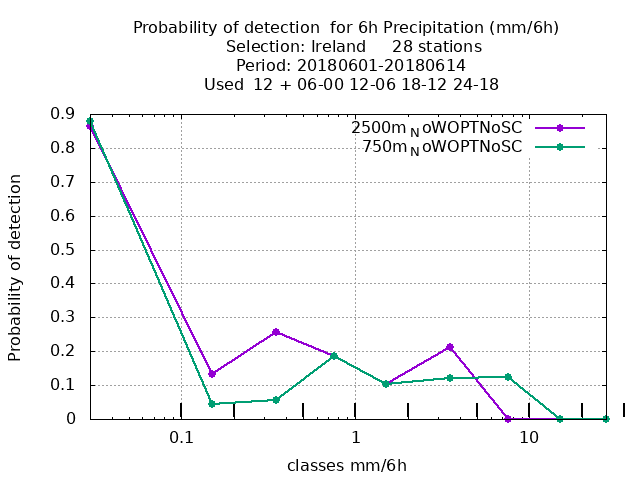 Probability of detection  for 6h Precipitation (mm/6h)
Selection: Ireland     28 stations
Period: 20180601-20180614
Used  12 + 06-00 12-06 18-12 24-18
2500m_NoWOPTNoSC
750m_NoWOPTNoSC
0.9
0.8
0.7
0.6
0.5
0.4
0.3
0.2
0.1
0
Probability of detection
0.1 1 10
classes mm/6h